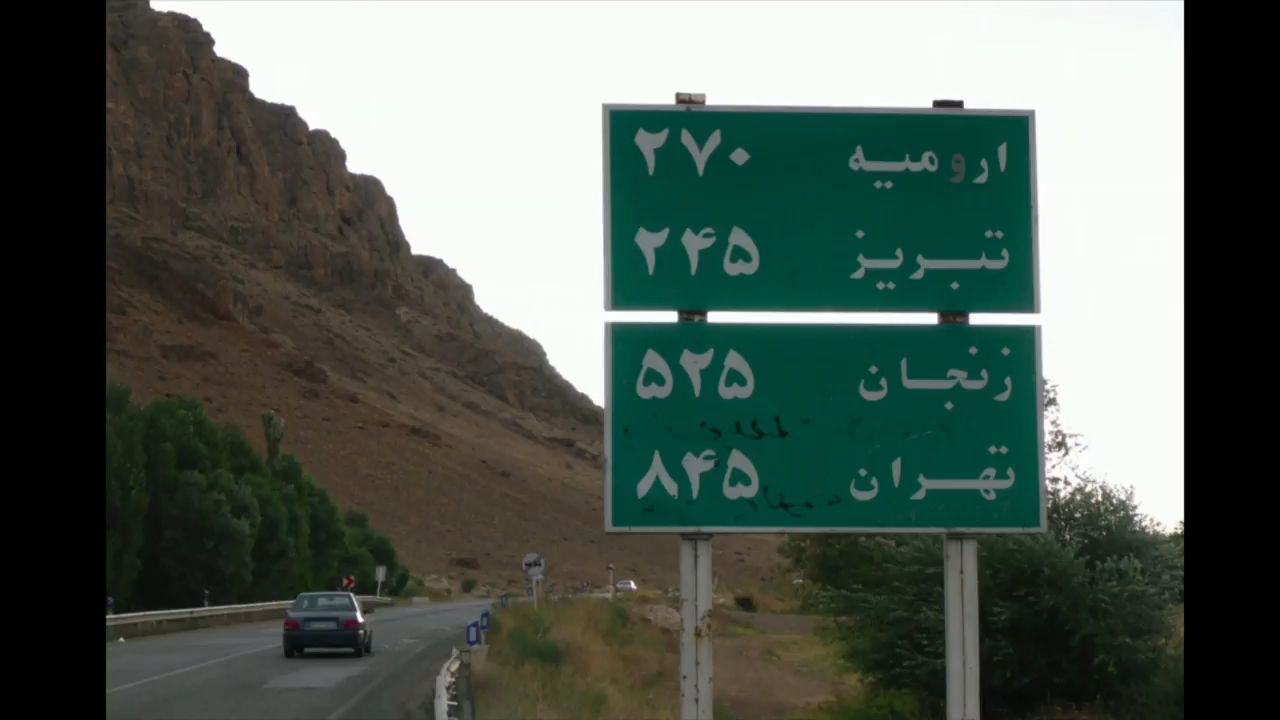 ارومیه ۲۷۰
تبریز ۲۴۵
زنجان ۵۲۵
تهران ۸۴۵